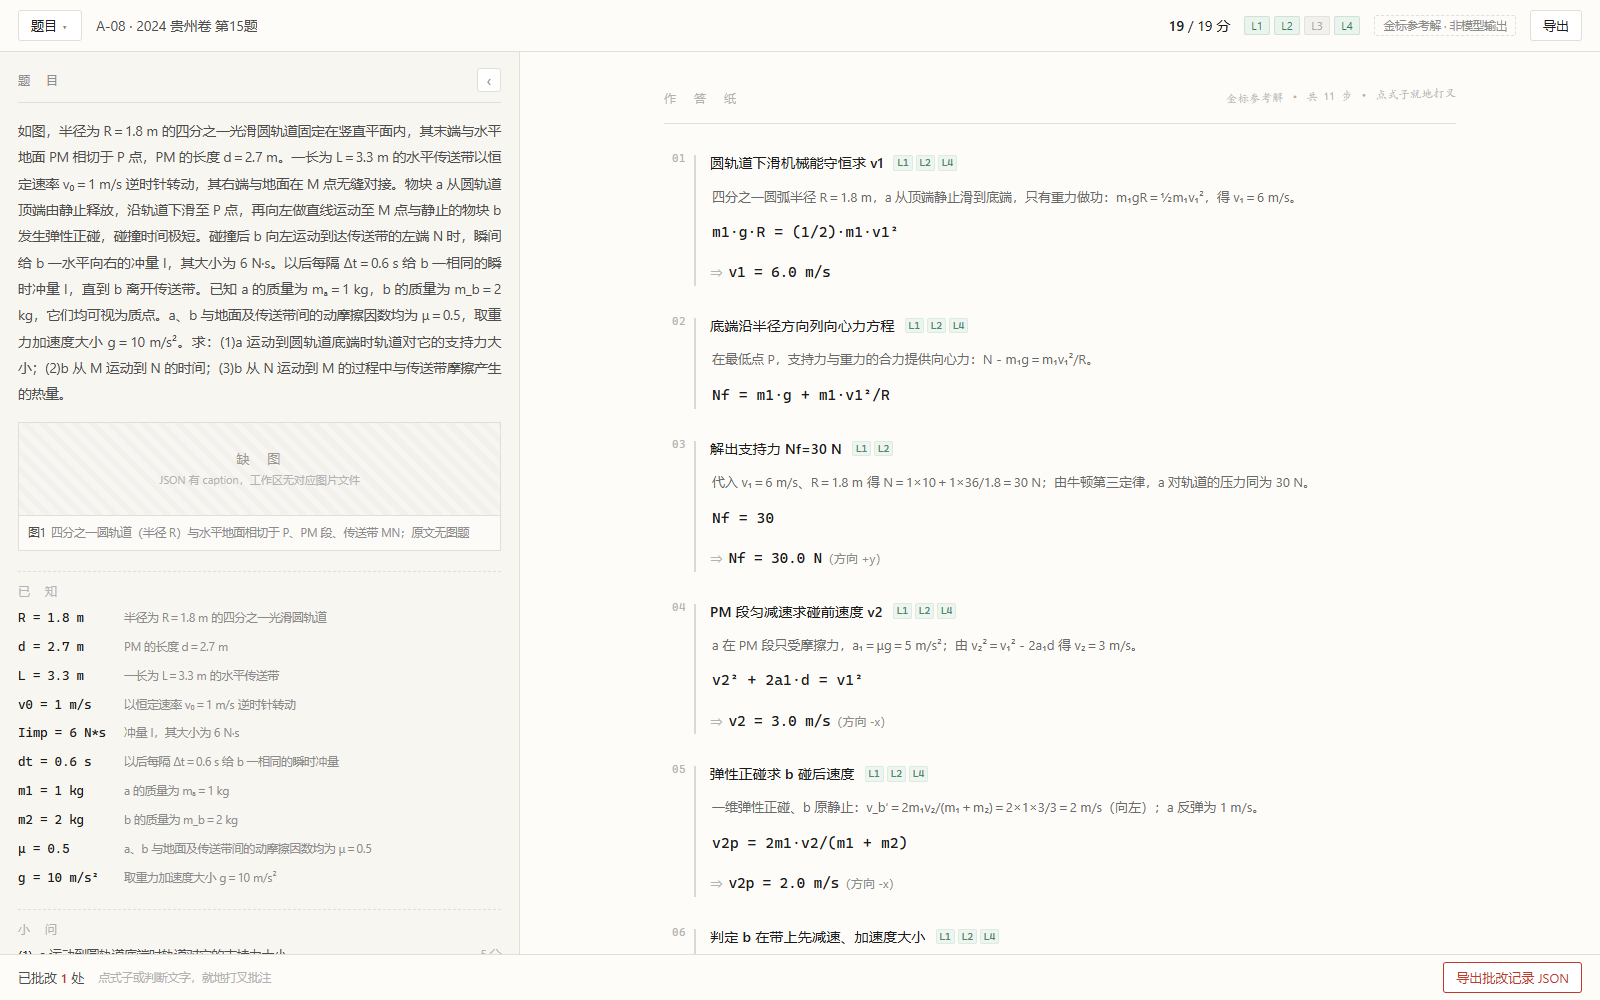 题目
A-08 · 2024 贵州卷 第15题
19 / 19 分
L1 L2 L3 L4
金标参考解 · 非模型输出
导出
题 目
如图，半径为 R = 1.8 m 的四分之一光滑圆轨道固定在竖直平面内，其末端与水平
地面 PM 相切于 P 点，PM 的长度 d = 2.7 m。一长为 L = 3.3 m 的水平传送带以恒
定速率 v₀ = 1 m/s 逆时针转动，其右端与地面在 M 点无缝对接。物块 a 从圆轨道
顶端由静止释放，沿轨道下滑至 P 点，再向左做直线运动至 M 点与静止的物块 b
发生弹性正碰，碰撞时间极短。碰撞后 b 向左运动到达传送带的左端 N 时，瞬间
给 b 一水平向右的冲量 I，其大小为 6 N·s。以后每隔 Δt = 0.6 s 给 b 一相同的瞬
时冲量 I，直到 b 离开传送带。已知 a 的质量为 mₐ = 1 kg，b 的质量为 m_b = 2
kg，它们均可视为质点。a、b 与地面及传送带间的动摩擦因数均为 μ = 0.5，取重
力加速度大小 g = 10 m/s²。求：(1)a 运动到圆轨道底端时轨道对它的支持力大
小；(2)b 从 M 运动到 N 的时间；(3)b 从 N 运动到 M 的过程中与传送带摩擦产生
的热量。
缺 图
JSON 有 caption，工作区无对应图片文件
图1 四分之一圆轨道（半径 R）与水平地面相切于 P、PM 段、传送带 MN；原文无图题
已 知
R = 1.8 m 半径为 R = 1.8 m 的四分之一光滑圆轨道
d = 2.7 m PM 的长度 d = 2.7 m
L = 3.3 m 一长为 L = 3.3 m 的水平传送带
v0 = 1 m/s 以恒定速率 v₀ = 1 m/s 逆时针转动
Iimp = 6 N*s 冲量 I，其大小为 6 N·s
dt = 0.6 s 以后每隔 Δt = 0.6 s 给 b 一相同的瞬时冲量
m1 = 1 kg a 的质量为 mₐ = 1 kg
m2 = 2 kg b 的质量为 m_b = 2 kg
μ = 0.5 a、b 与地面及传送带间的动摩擦因数均为 μ = 0.5
g = 10 m/s² 取重力加速度大小 g = 10 m/s²
小 问
作 答 纸
金标参考解 • 共 11 步 • 点式子就地打叉
01 圆轨道下滑机械能守恒求 v1 L1 L2 L4
四分之一圆弧半径 R = 1.8 m，a 从顶端静止滑到底端，只有重力做功：m₁gR = ½m₁v₁²，得 v₁ = 6 m/s。
m1·g·R = (1/2)·m1·v1²
⇒ v1 = 6.0 m/s
02 底端沿半径方向列向心力方程 L1 L2 L4
在最低点 P，支持力与重力的合力提供向心力：N - m₁g = m₁v₁²/R。
Nf = m1·g + m1·v1²/R
03 解出支持力 Nf=30 N L1 L2
代入 v₁ = 6 m/s、R = 1.8 m 得 N = 1×10 + 1×36/1.8 = 30 N；由牛顿第三定律，a 对轨道的压力同为 30 N。
Nf = 30
⇒ Nf = 30.0 N (方向 +y)
04 PM 段匀减速求碰前速度 v2 L1 L2 L4
a 在 PM 段只受摩擦力，a₁ = μg = 5 m/s²；由 v₂² = v₁² - 2a₁d 得 v₂ = 3 m/s。
v2² + 2a1·d = v1²
⇒ v2 = 3.0 m/s (方向 -x)
05 弹性正碰求 b 碰后速度 L1 L2 L4
一维弹性正碰、b 原静止：v_b' = 2m₁v₂/(m₁ + m₂) = 2×1×3/3 = 2 m/s（向左）；a 反弹为 1 m/s。
v2p = 2m1·v2/(m1 + m2)
⇒ v2p = 2.0 m/s (方向 -x)
06 判定 b 在带上先减速、加速度大小 L1 L2 L4
已批改 1 处 点式子或判断文字，就地打叉批注
导出批改记录 JSON